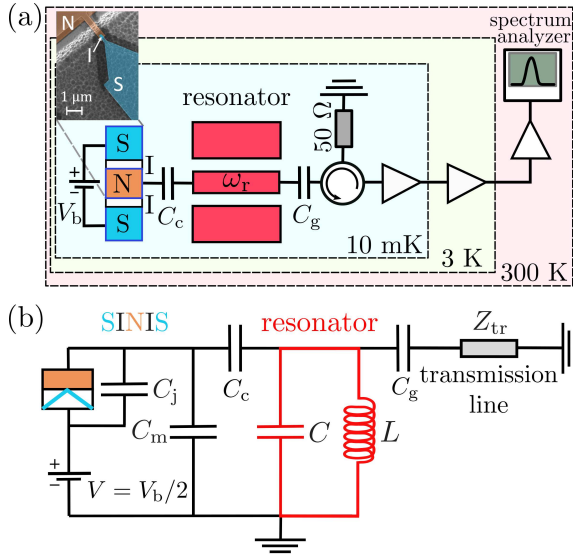 (a)
N
I
S
1 μm
resonator
50 Ω
spectrum
analyzer
S
I
N
I
S
+
−
V_b
C_c
ω_r
C_g
10 mK
3 K
300 K
(b)
SINIS
resonator
Z_tr
C_j
C_c
C_g
transmission
line
C_m
C
L
+
−
V = V_b/2